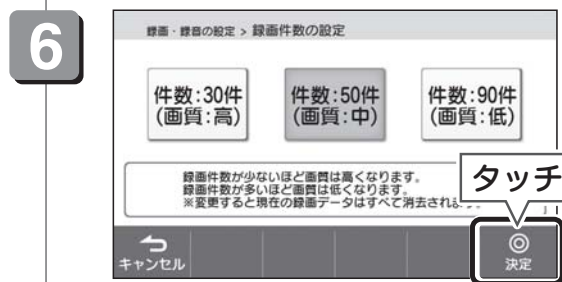 6
録画・録音の設定 > 録画件数の設定
件数:30件
(画質:高)
件数:50件
(画質:中)
件数:90件
(画質:低)
録画件数が少ないほど画質は高くなります。
録画件数が多いほど画質は低くなります。
※変更すると現在の録画データはすべて消去され
タッチ
キャンセル
決定